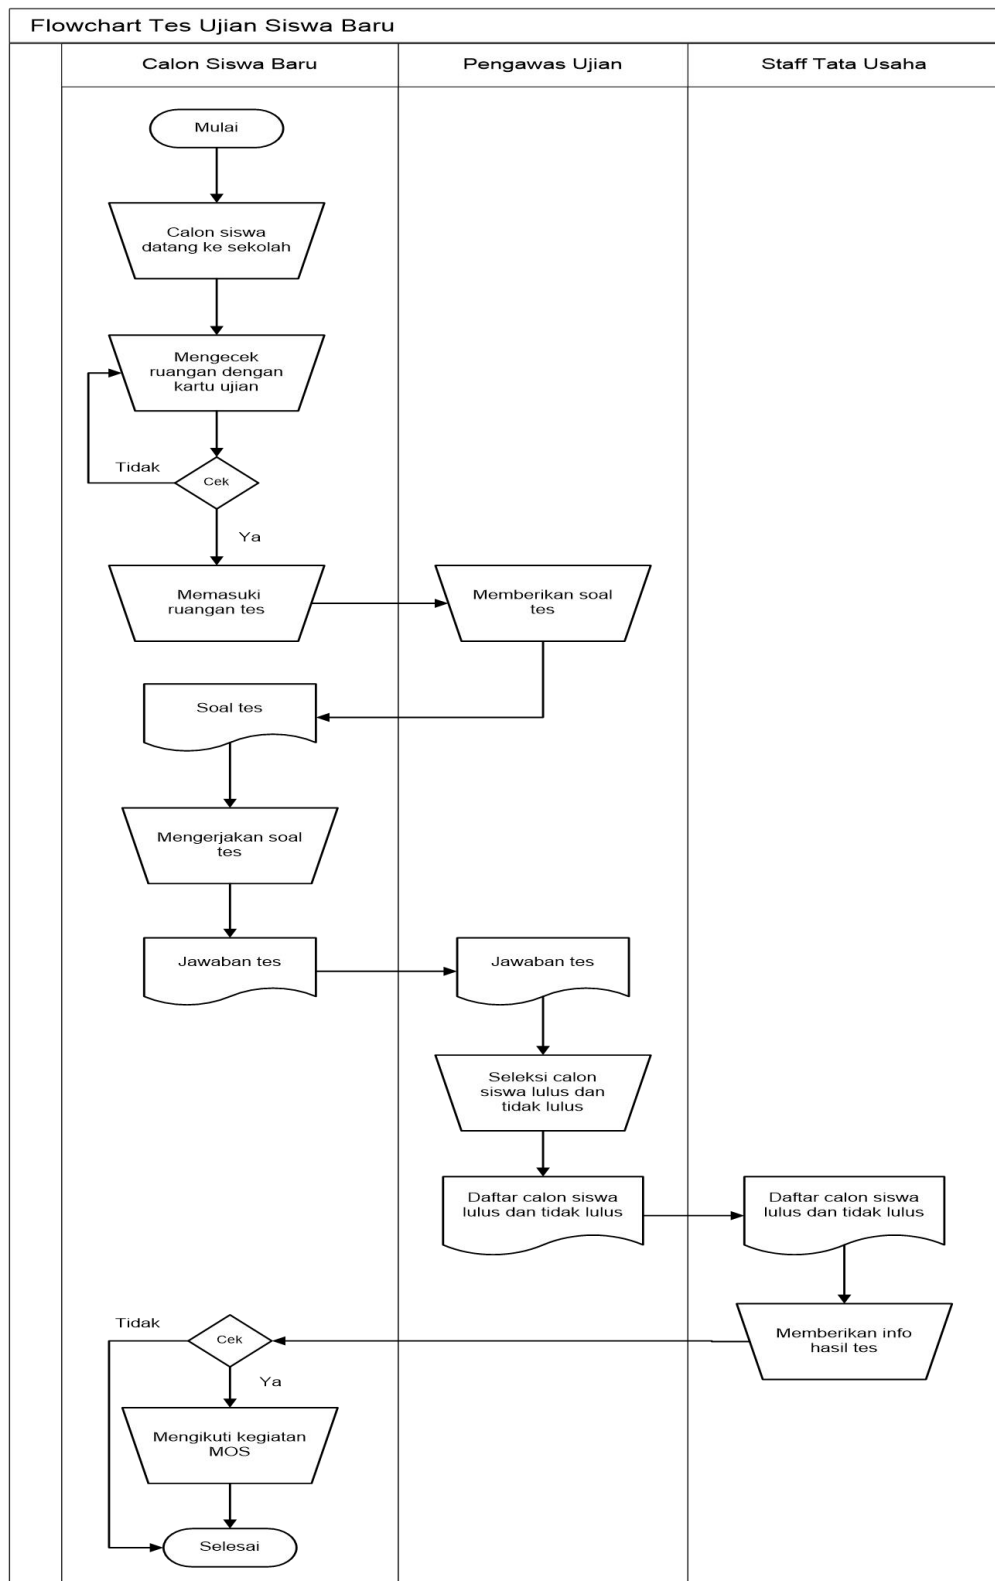 Flowchart Tes Ujian Siswa Baru
Calon Siswa Baru
Pengawas Ujian
Staff Tata Usaha
Mulai
Calon siswa
datang ke sekolah
Mengecek
ruangan dengan
kartu ujian
Tidak
Cek
Ya
Memasuki
ruangan tes
Memberikan soal
tes
Soal tes
Mengerjakan soal
tes
Jawaban tes
Jawaban tes
Seleksi calon
siswa lulus dan
tidak lulus
Daftar calon siswa
lulus dan tidak lulus
Daftar calon siswa
lulus dan tidak lulus
Memberikan info
hasil tes
Tidak
Cek
Ya
Mengikuti kegiatan
MOS
Selesai